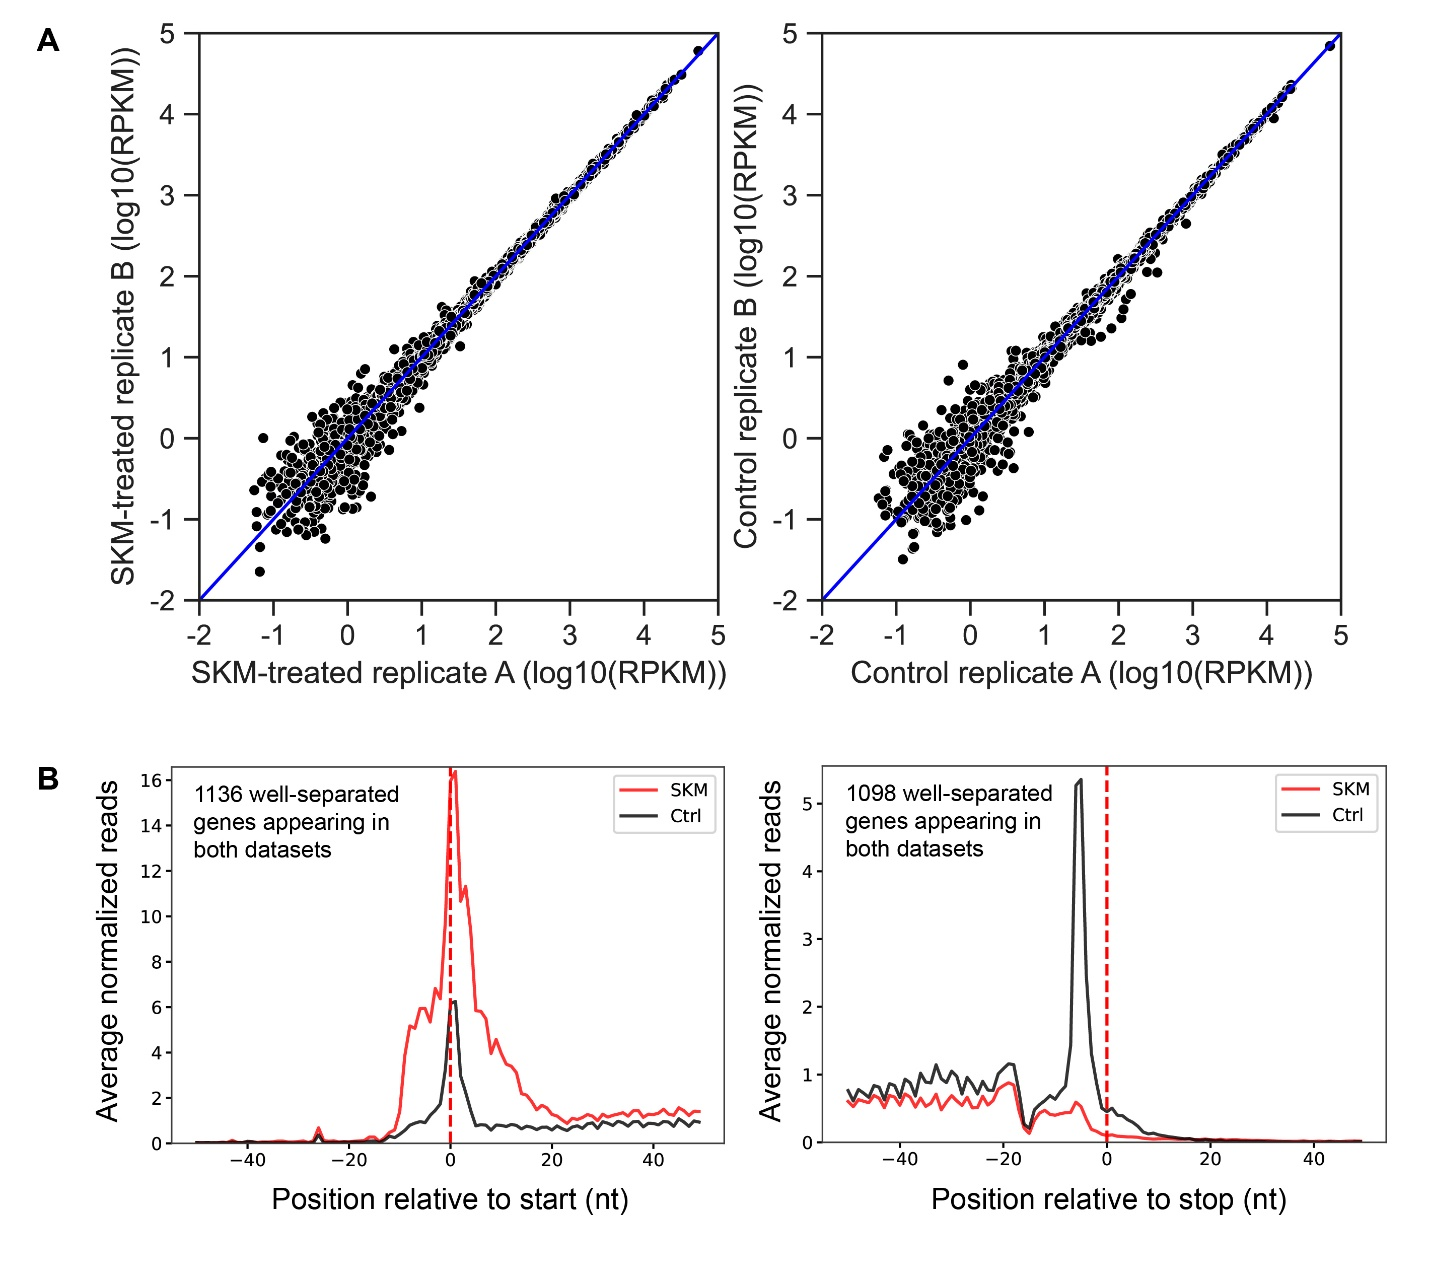 A
SKM-treated replicate B (log10(RPKM))
5
4
3
2
1
0
-1
-2
-2 -1 0 1 2 3 4 5
SKM-treated replicate A (log10(RPKM))
Control replicate B (log10(RPKM))
5
4
3
2
1
0
-1
-2
-2 -1 0 1 2 3 4 5
Control replicate A (log10(RPKM))
B
Average normalized reads
16
14
12
10
8
6
4
2
0
1136 well-separated
genes appearing in
both datasets
SKM
Ctrl
−40 −20 0 20 40
Position relative to start (nt)
Average normalized reads
5
4
3
2
1
0
1098 well-separated
genes appearing in
both datasets
SKM
Ctrl
−40 −20 0 20 40
Position relative to stop (nt)